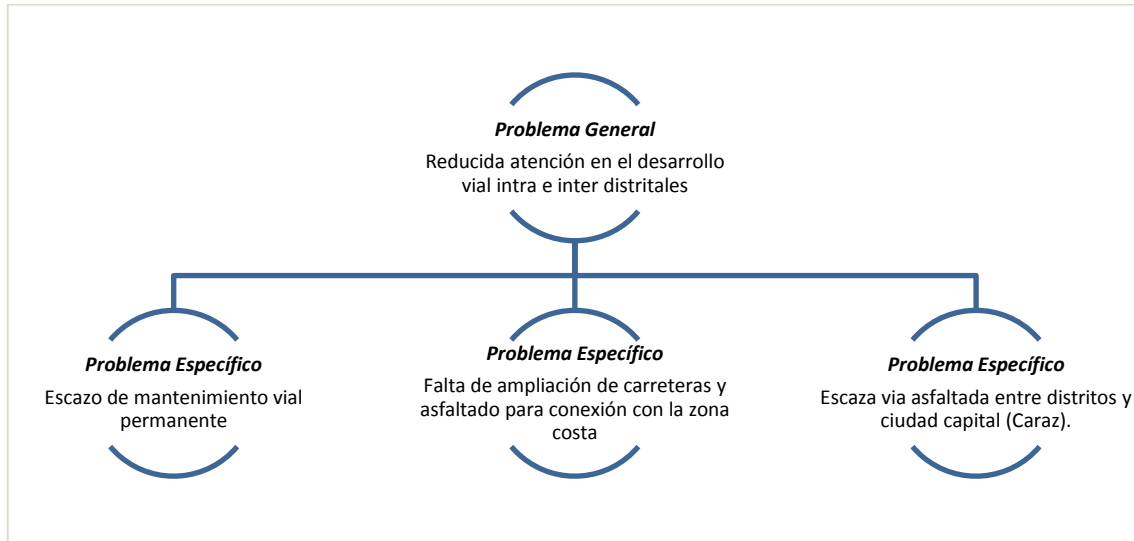 Problema General
Reducida atención en el desarrollo
vial intra e inter distritales
Problema Específico
Escazo de mantenimiento vial
permanente
Problema Específico
Falta de ampliación de carreteras y
asfaltado para conexión con la zona
costa
Problema Específico
Escaza via asfaltada entre distritos y
ciudad capital (Caraz).